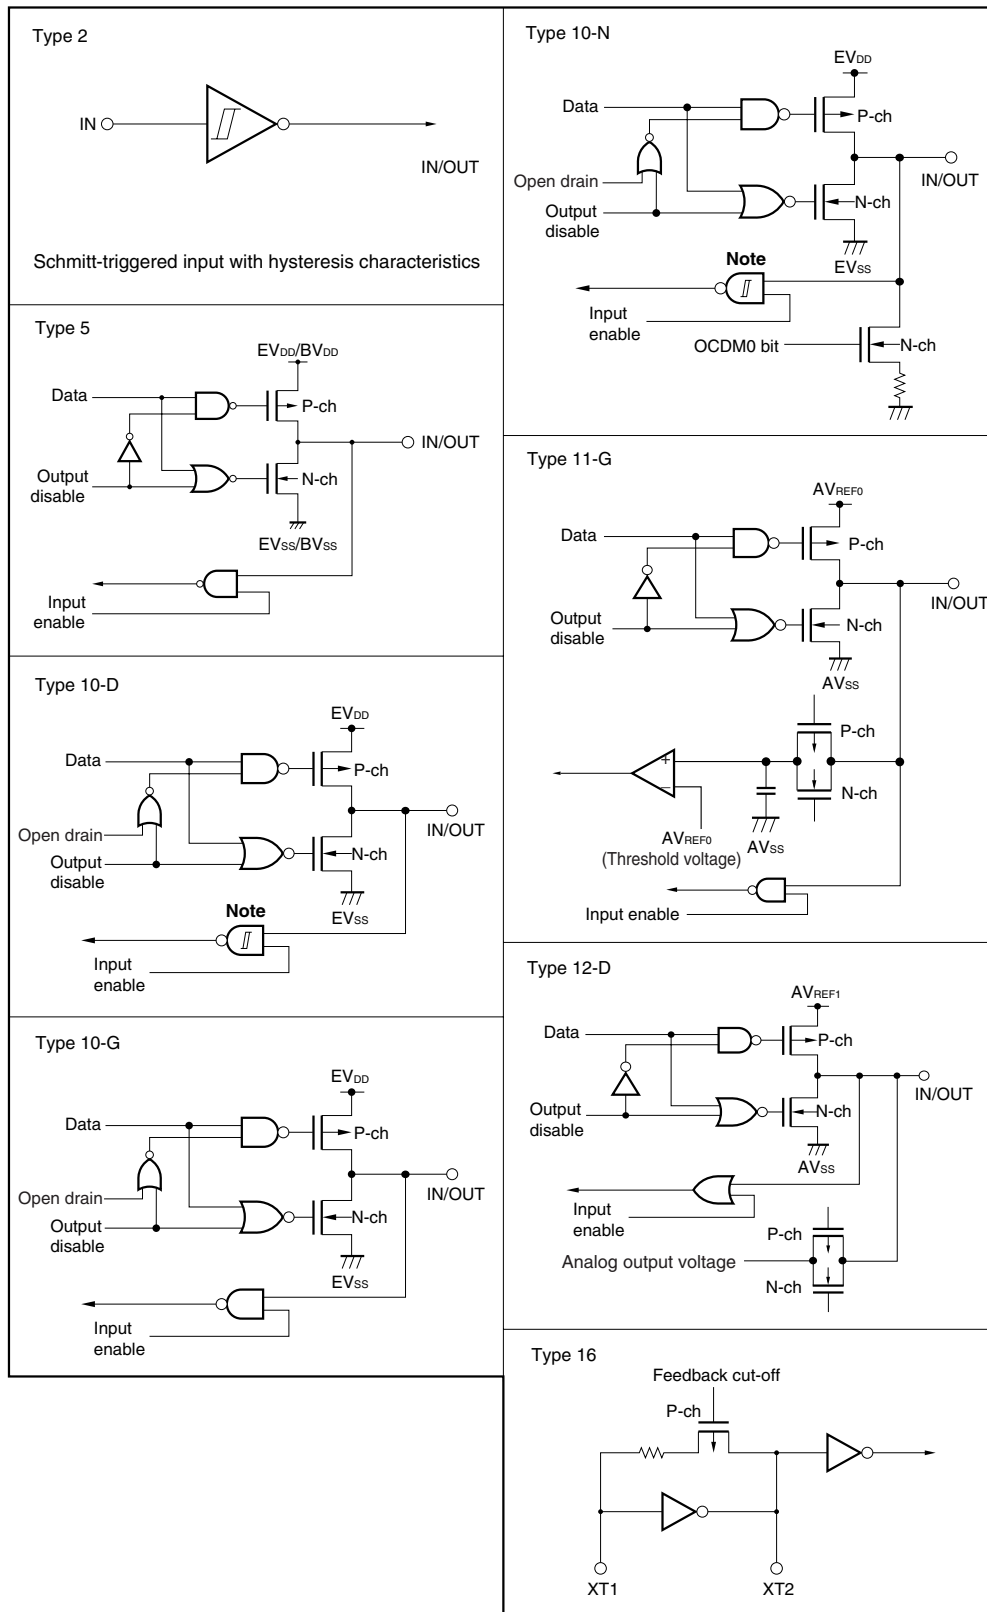 Type 2
IN
IN/OUT
Schmitt-triggered input with hysteresis characteristics
Type 5
EVDD/BVDD
Data
P-ch
IN/OUT
Output
disable
N-ch
EVSS/BVSS
Input
enable
Type 10-D
EVDD
Data
P-ch
IN/OUT
Open drain
Output
disable
N-ch
EVSS
Note
Input
enable
Type 10-G
EVDD
Data
P-ch
IN/OUT
Open drain
Output
disable
N-ch
EVSS
Input
enable
Type 10-N
EVDD
Data
P-ch
IN/OUT
Open drain
Output
disable
N-ch
EVSS
Note
Input
enable
OCDM0 bit
N-ch
Type 11-G
AVREF0
Data
P-ch
IN/OUT
Output
disable
N-ch
AVSS
P-ch
+
−
N-ch
AVREF0
(Threshold voltage)
AVSS
Input enable
Type 12-D
AVREF1
Data
P-ch
IN/OUT
Output
disable
N-ch
AVSS
Input
enable
P-ch
Analog output voltage
N-ch
Type 16
Feedback cut-off
P-ch
XT1
XT2